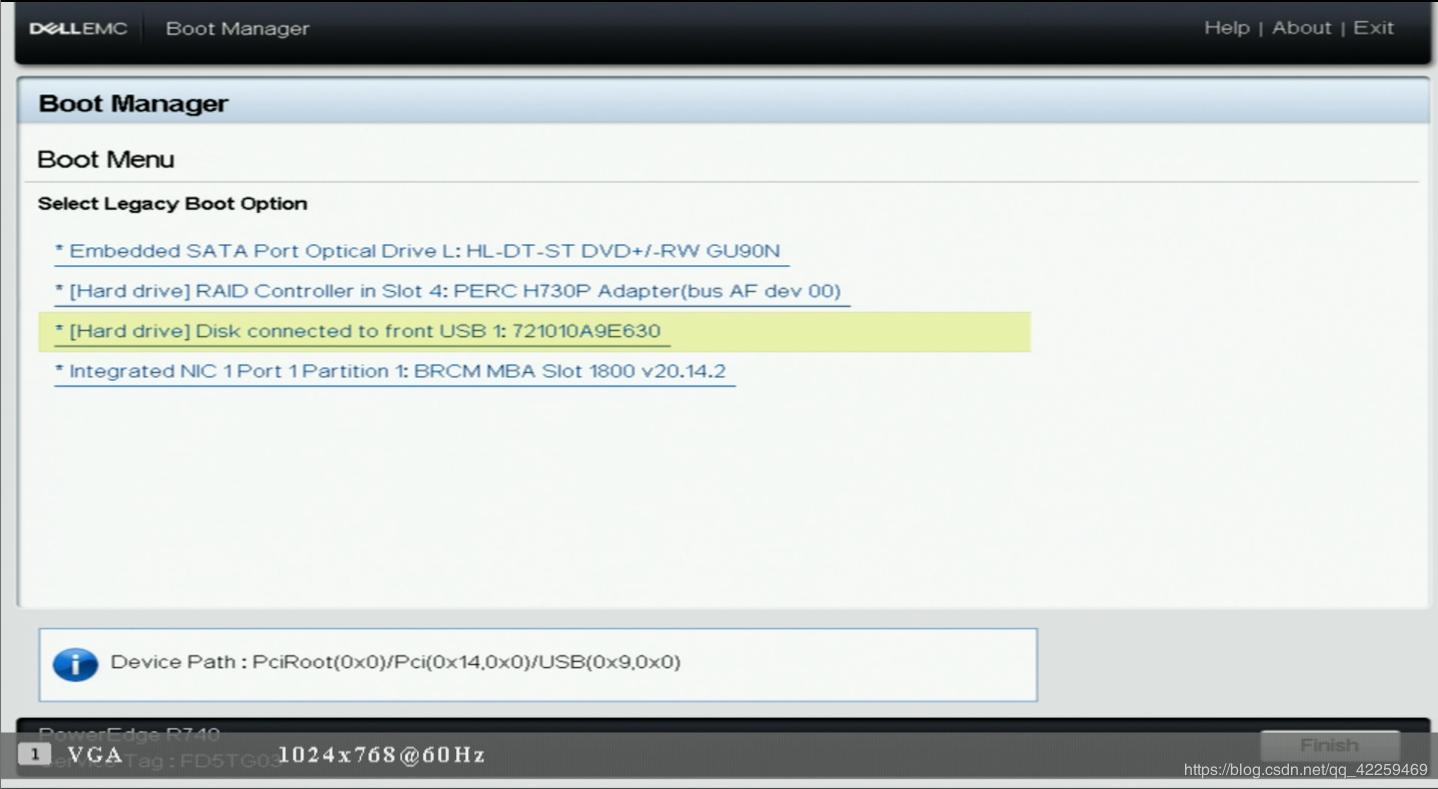 DELLEMC Boot Manager Help | About | Exit
Boot Manager
Boot Menu
Select Legacy Boot Option
* Embedded SATA Port Optical Drive L: HL-DT-ST DVD+/-RW GU90N
* [Hard drive] RAID Controller in Slot 4: PERC H730P Adapter(bus AF dev 00)
* [Hard drive] Disk connected to front USB 1: 721010A9E630
* Integrated NIC 1 Port 1 Partition 1: BRCM MBA Slot 1800 v20.14.2
Device Path : PciRoot(0x0)/Pci(0x14,0x0)/USB(0x9,0x0)
PowerEdge R740
Finish
1 VGA 1024x768@60Hz
Service Tag : FD5TG03
https://blog.csdn.net/qq_42259469